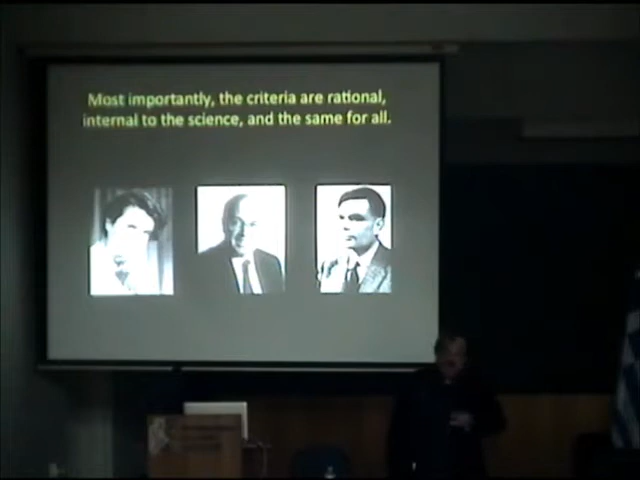 Most importantly, the criteria are rational,
internal to the science, and the same for all.